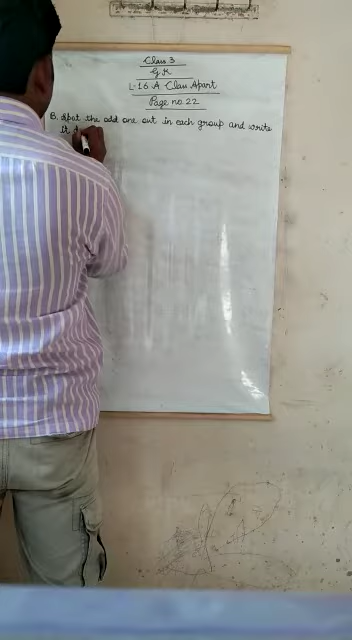 Class 3
G.K
L-16 A Class Apart
Page no. 22
B. Spot the odd one out in each group and write
it